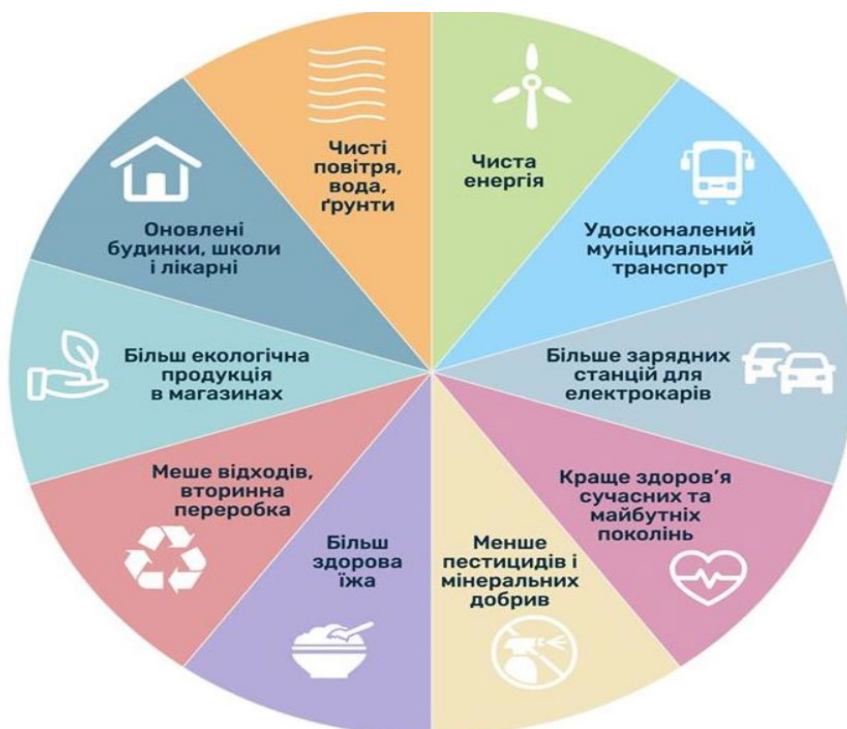 Чисті
повітря,
вода,
ґрунти
Чиста
енергія
Удосконалений
муніципальний
транспорт
Більше зарядних
станцій для
електрокарів
Краще здоров’я
сучасних та
майбутніх
поколінь
Менше
пестицидів і
мінеральних
добрив
Більш
здорова
їжа
Меше відходів,
вторинна
переробка
Більш екологічна
продукція
в магазинах
Оновлені
будинки, школи
і лікарні